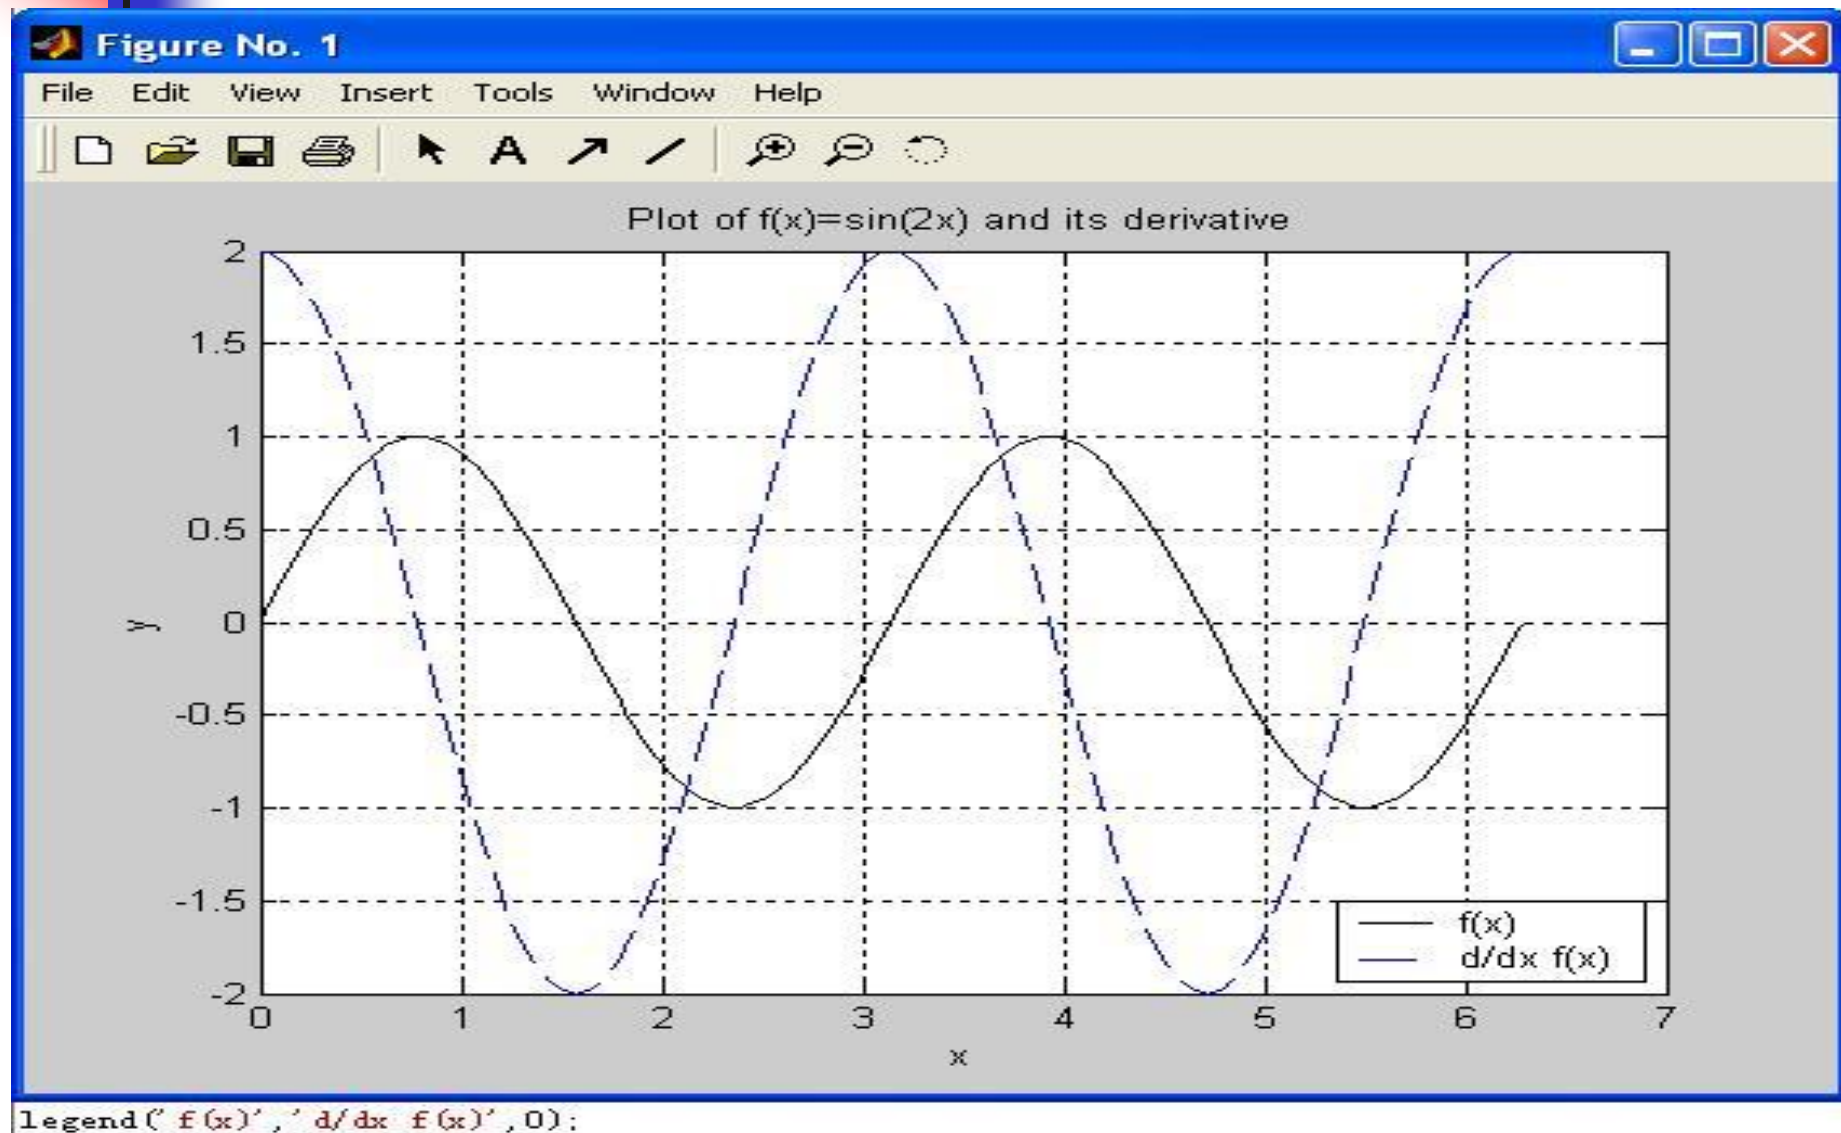 Figure No. 1
File Edit View Insert Tools Window Help
A
Plot of f(x)=sin(2x) and its derivative
2
1.5
1
0.5
0
-0.5
-1
-1.5
-2
y
0 1 2 3 4 5 6 7
x
f(x)
d/dx f(x)
legend('f(x)','d/dx f(x)',0);